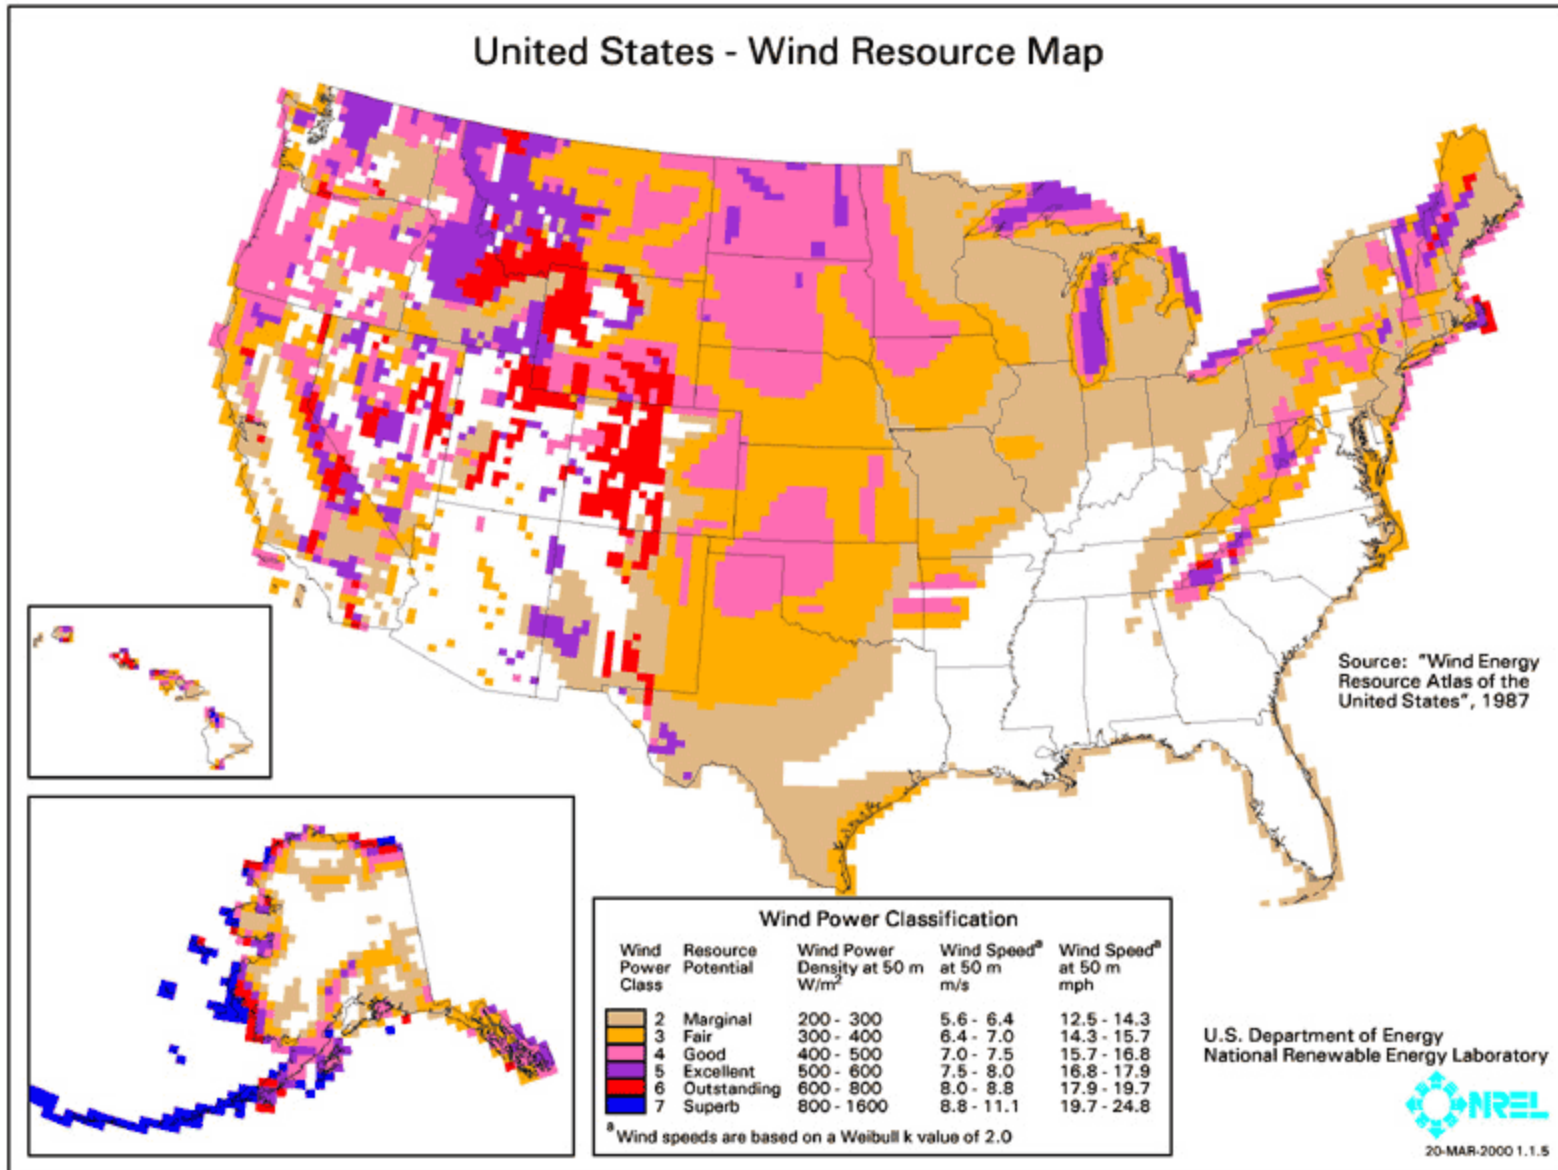 United States - Wind Resource Map
Source: "Wind Energy
Resource Atlas of the
United States", 1987
Wind Power Classification
Wind Power Class Resource Potential Wind Power Density at 50 m W/m² Wind Speedᵃ at 50 m m/s Wind Speedᵃ at 50 m mph
2 Marginal 200 - 300 5.6 - 6.4 12.5 - 14.3
3 Fair 300 - 400 6.4 - 7.0 14.3 - 15.7
4 Good 400 - 500 7.0 - 7.5 15.7 - 16.8
5 Excellent 500 - 600 7.5 - 8.0 16.8 - 17.9
6 Outstanding 600 - 800 8.0 - 8.8 17.9 - 19.7
7 Superb 800 - 1600 8.8 - 11.1 19.7 - 24.8
ᵃ Wind speeds are based on a Weibull k value of 2.0
U.S. Department of Energy
National Renewable Energy Laboratory
NREL
20-MAR-2000 1.1.5